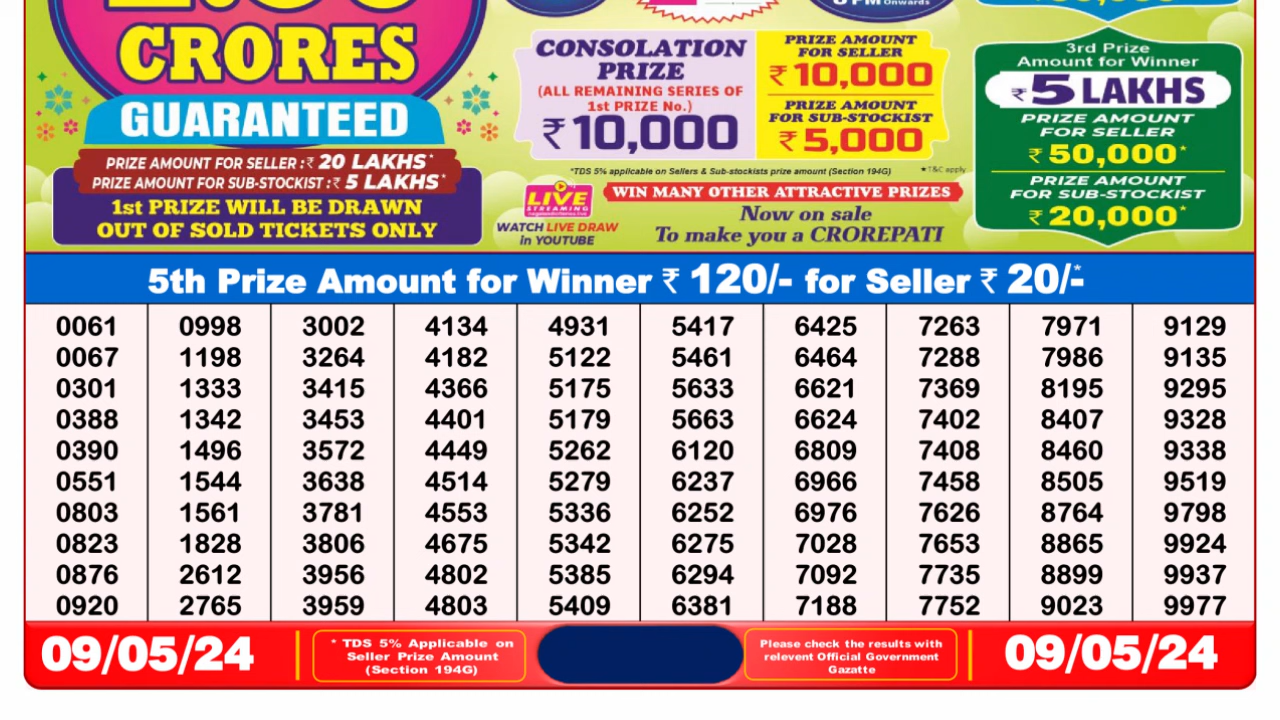 CRORES
GUARANTEED
PRIZE AMOUNT FOR SELLER :₹ 20 LAKHS*
PRIZE AMOUNT FOR SUB-STOCKIST :₹ 5 LAKHS*
1st PRIZE WILL BE DRAWN
OUT OF SOLD TICKETS ONLY
8 PM Onwards
CONSOLATION
PRIZE
(ALL REMAINING SERIES OF
1st PRIZE No.)
₹ 10,000
PRIZE AMOUNT
FOR SELLER
₹ 10,000
PRIZE AMOUNT
FOR SUB-STOCKIST
₹ 5,000
*TDS 5% applicable on Sellers & Sub-stockists prize amount (Section 194G)
★T&C apply
LIVE
STREAMING
WATCH LIVE DRAW
in YOUTUBE
WIN MANY OTHER ATTRACTIVE PRIZES
Now on sale
To make you a CROREPATI
3rd Prize
Amount for Winner
₹ 5 LAKHS
PRIZE AMOUNT
FOR SELLER
₹ 50,000*
PRIZE AMOUNT
FOR SUB-STOCKIST
₹ 20,000*
5th Prize Amount for Winner ₹ 120/- for Seller ₹ 20/-*
0061 0998 3002 4134 4931 5417 6425 7263 7971 9129
0067 1198 3264 4182 5122 5461 6464 7288 7986 9135
0301 1333 3415 4366 5175 5633 6621 7369 8195 9295
0388 1342 3453 4401 5179 5663 6624 7402 8407 9328
0390 1496 3572 4449 5262 6120 6809 7408 8460 9338
0551 1544 3638 4514 5279 6237 6966 7458 8505 9519
0803 1561 3781 4553 5336 6252 6976 7626 8764 9798
0823 1828 3806 4675 5342 6275 7028 7653 8865 9924
0876 2612 3956 4802 5385 6294 7092 7735 8899 9937
0920 2765 3959 4803 5409 6381 7188 7752 9023 9977
09/05/24
* TDS 5% Applicable on
Seller Prize Amount
(Section 194G)
Please check the results with
relevent Official Government
Gazatte
09/05/24